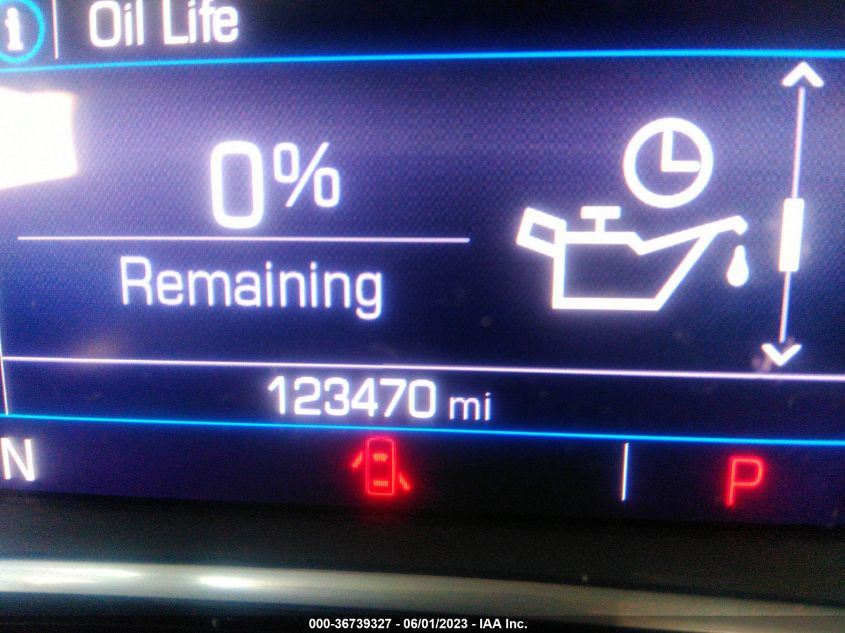 i Oil Life
0%
Remaining
123470 mi
N P
000-36739327 - 06/01/2023 - IAA Inc.